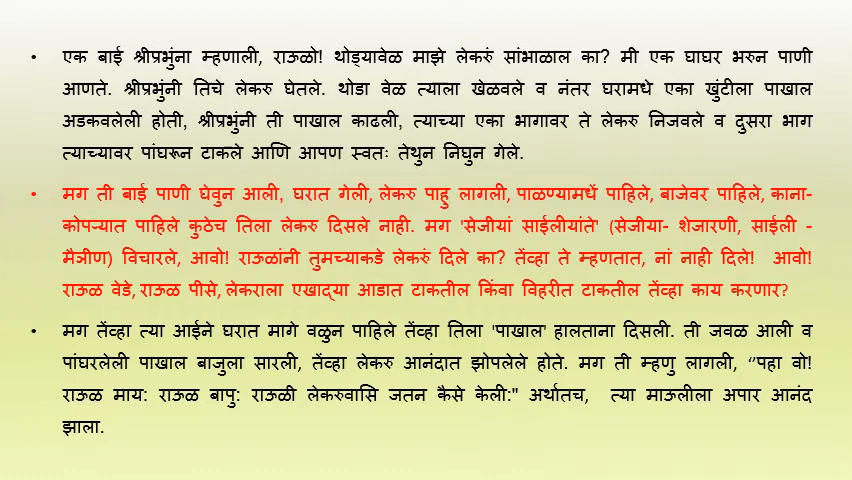 • एक बाई श्रीप्रभुंना म्हणाली, राऊळो! थोड्यावेळ माझे लेकरुं सांभाळाल का? मी एक घाघर भरुन पाणी
आणते. श्रीप्रभुंनी तिचे लेकरु घेतले. थोडा वेळ त्याला खेळवले व नंतर घरामधे एका खुंटीला पाखाल
अडकवलेली होती, श्रीप्रभुंनी ती पाखाल काढली, त्याच्या एका भागावर ते लेकरु निजवले व दुसरा भाग
त्याच्यावर पांघरून टाकले आणि आपण स्वतः तेथुन निघुन गेले.
• मग ती बाई पाणी घेवुन आली, घरात गेली, लेकरु पाहु लागली, पाळण्यामधें पाहिले, बाजेवर पाहिले, काना-
कोपऱ्यात पाहिले कुठेच तिला लेकरु दिसले नाही. मग 'सेजीयां साईलीयांते' (सेजीया- शेजारणी, साईली -
मैत्रीण) विचारले, आवो! राऊळांनी तुमच्याकडे लेकरुं दिले का? तेंव्हा ते म्हणतात, नां नाही दिले! आवो!
राऊळ वेडे, राऊळ पीसे, लेकराला एखाद्या आडात टाकतील किंवा विहरीत टाकतील तेंव्हा काय करणार?
• मग तेंव्हा त्या आईने घरात मागे वळुन पाहिले तेंव्हा तिला 'पाखाल' हालताना दिसली. ती जवळ आली व
पांघरलेली पाखाल बाजुला सारली, तेंव्हा लेकरु आनंदात झोपलेले होते. मग ती म्हणु लागली, “पहा वो!
राऊळ माय: राऊळ बापु: राऊळी लेकरुवासि जतन कैसे केली:" अर्थातच, त्या माऊलीला अपार आनंद
झाला.